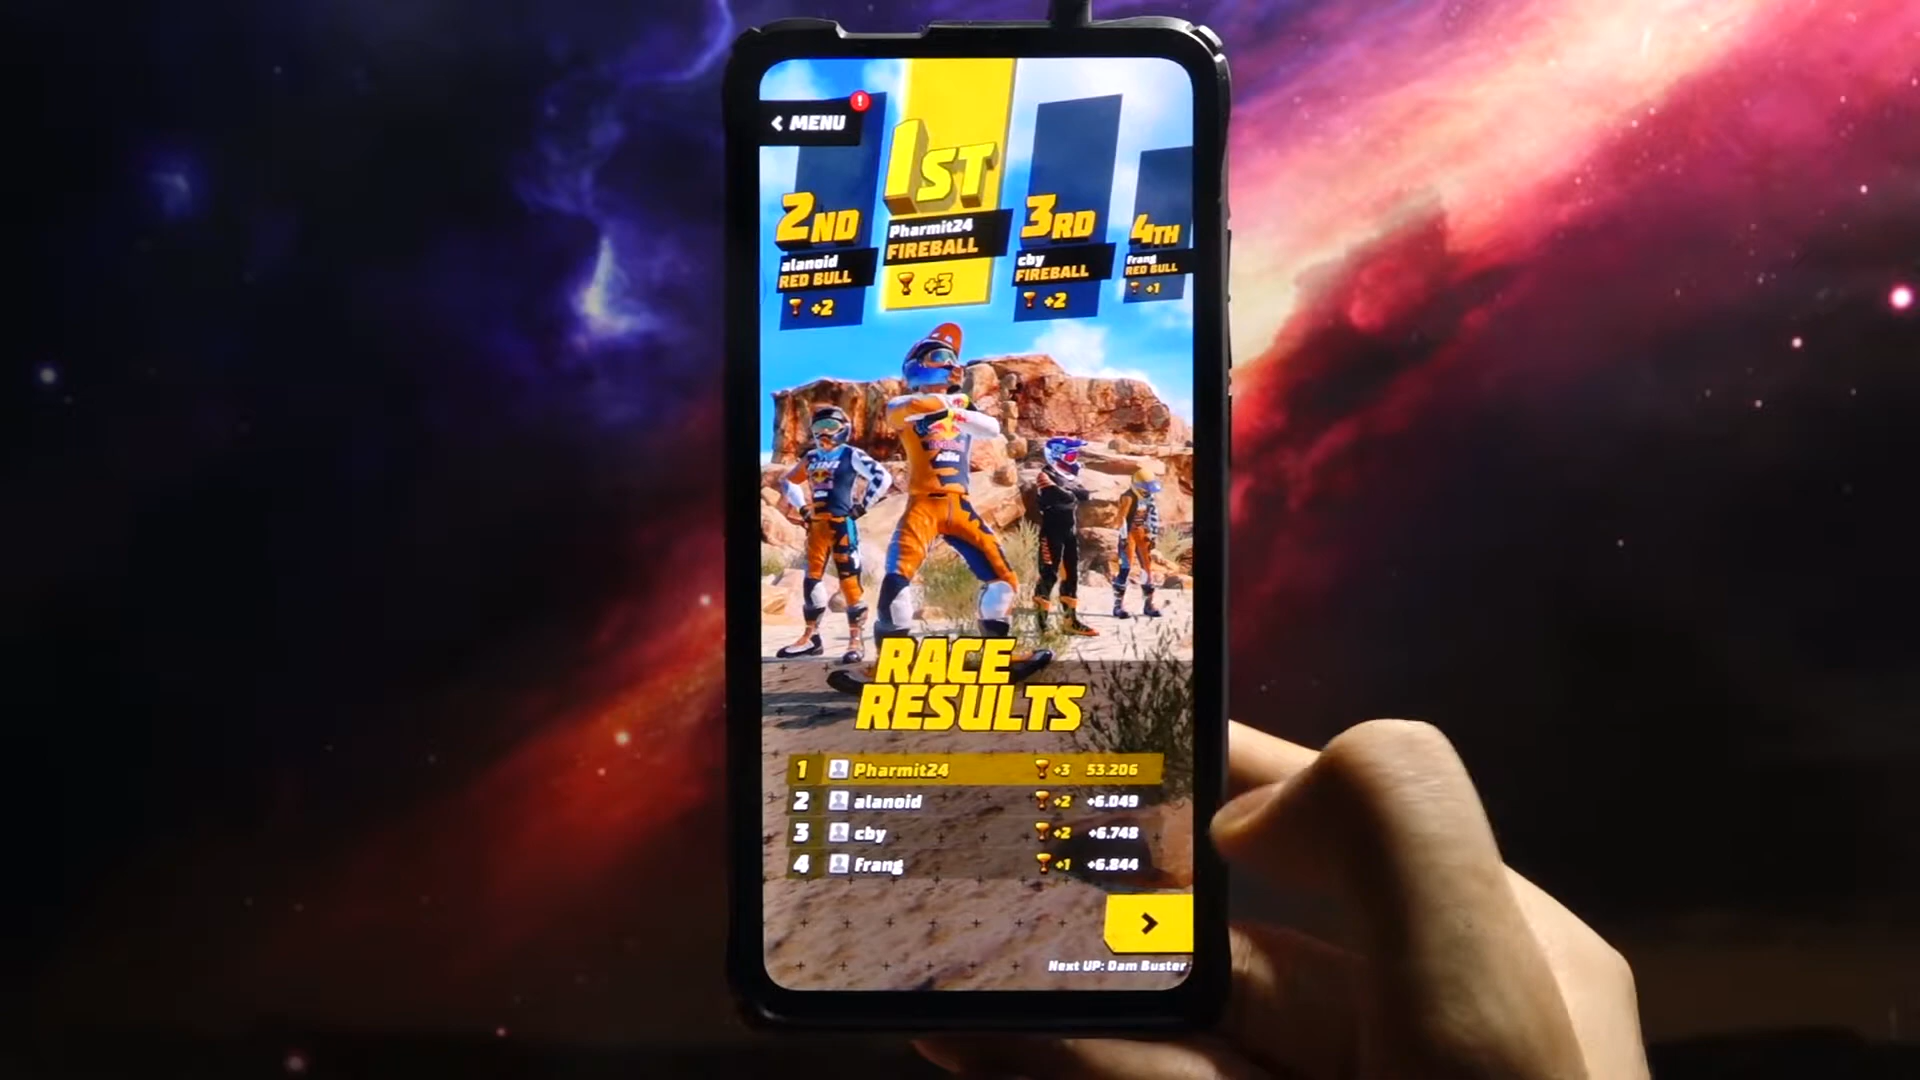 < MENU
!
1ST
Pharmit24
FIREBALL
+3
2ND
alanoid
RED BULL
+2
3RD
cby
FIREBALL
+2
4TH
Frang
RED BULL
+1
RACE
RESULTS
1 Pharmit24 +3 53.206
2 alanoid +2 +6.049
3 cby +2 +6.748
4 Frang +1 +6.844
>
Next UP: Dam Buster